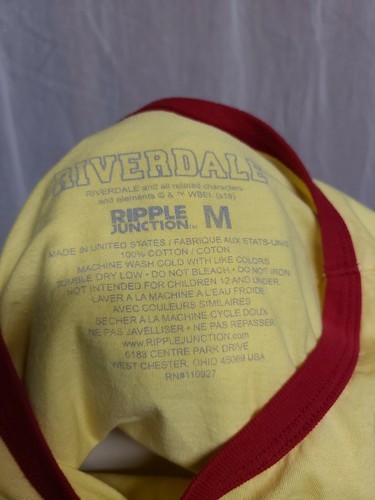 RIVERDALE
RIVERDALE and all related characters
and elements © & ™ WBEI. (s18)
RIPPLE
JUNCTION™ M
MADE IN UNITED STATES / FABRIQUE AUX ETATS-UNIS
100% COTTON / COTON
MACHINE WASH COLD WITH LIKE COLORS
TUMBLE DRY LOW • DO NOT BLEACH • DO NOT IRON
NOT INTENDED FOR CHILDREN 12 AND UNDER.
LAVER A LA MACHINE A L'EAU FROIDE
AVEC COULEURS SIMILAIRES
SECHER A LA MACHINE CYCLE DOUX
NE PAS JAVELLISER • NE PAS REPASSER
www.RIPPLEJUNCTION.com
6183 CENTRE PARK DRIVE
WEST CHESTER, OHIO 45069 USA
RN#110927